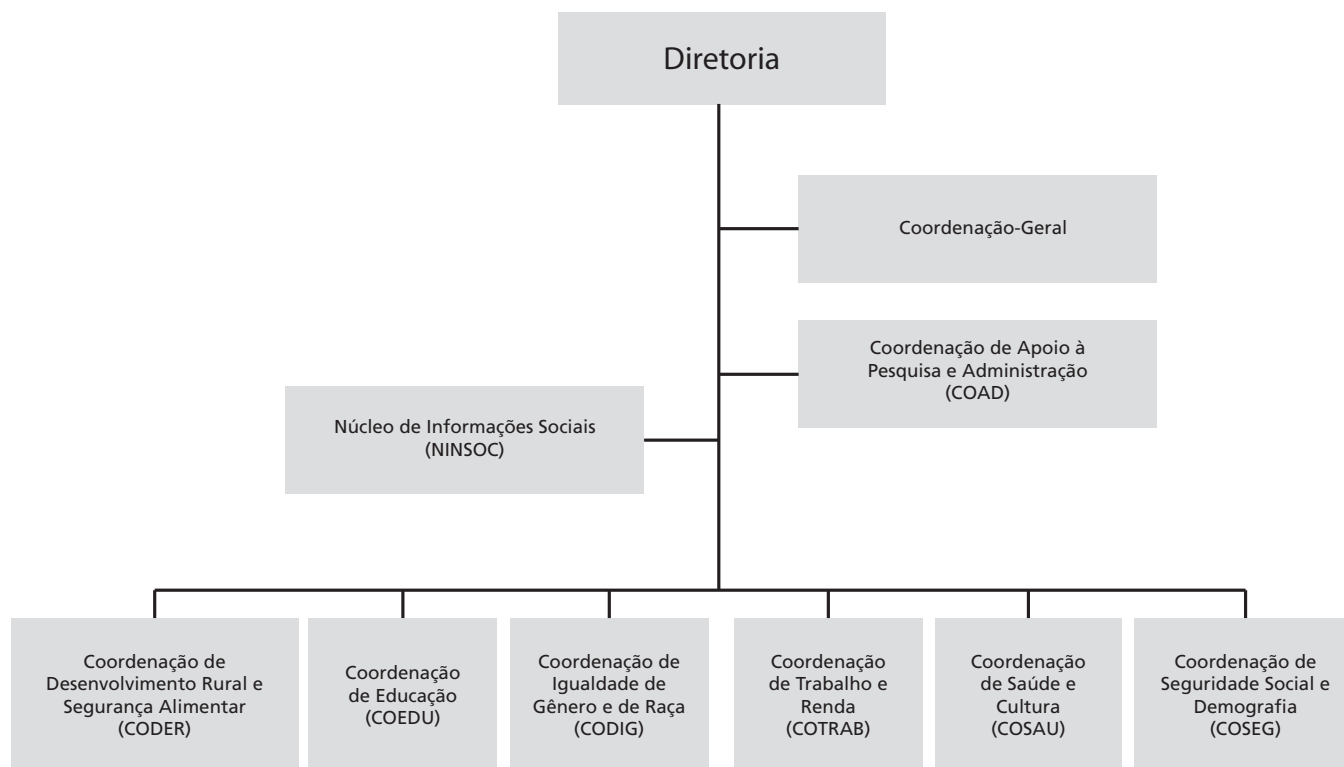 Diretoria
Coordenação-Geral
Coordenação de Apoio à
Pesquisa e Administração
(COAD)
Núcleo de Informações Sociais
(NINSOC)
Coordenação de
Desenvolvimento Rural e
Segurança Alimentar
(CODER)
Coordenação
de Educação
(COEDU)
Coordenação de
Igualdade de
Gênero e de Raça
(CODIG)
Coordenação
de Trabalho e
Renda
(COTRAB)
Coordenação
de Saúde e
Cultura
(COSAU)
Coordenação de
Seguridade Social e
Demografia
(COSEG)